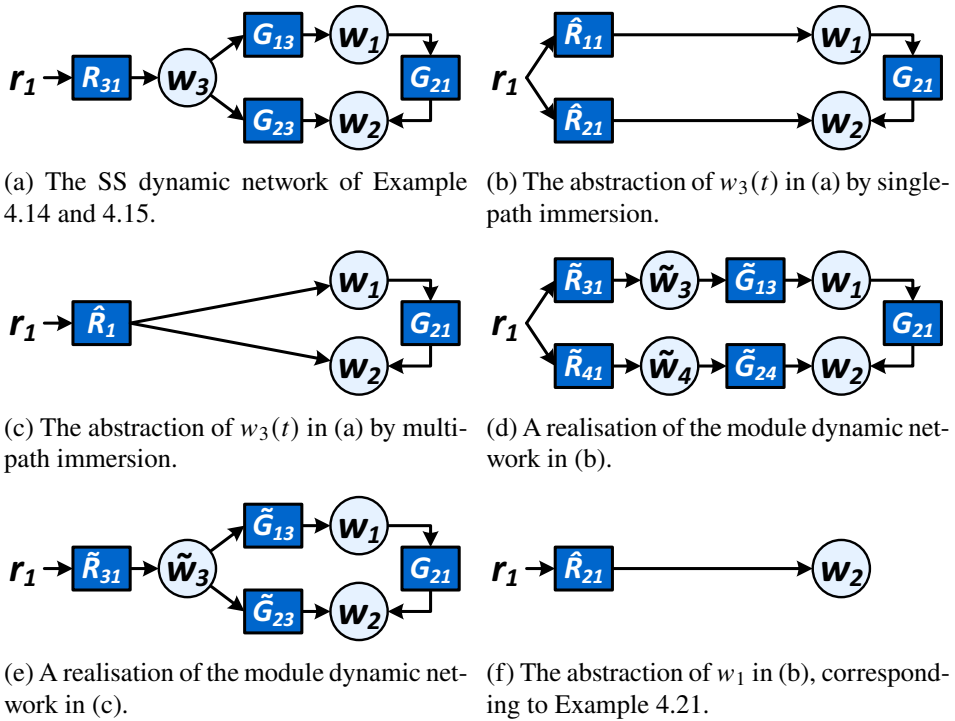 r1 R31 w3 G13 w1 G21 G23 w2
(a) The SS dynamic network of Example
4.14 and 4.15.
r1 R̂11 w1 G21 R̂21 w2
(b) The abstraction of w3(t) in (a) by single-
path immersion.
r1 R̂1 w1 G21 w2
(c) The abstraction of w3(t) in (a) by multi-
path immersion.
r1 R̃31 w̃3 G̃13 w1 G21 R̃41 w̃4 G̃24 w2
(d) A realisation of the module dynamic net-
work in (b).
r1 R̃31 w̃3 G̃13 w1 G21 G̃23 w2
(e) A realisation of the module dynamic net-
work in (c).
r1 R̂21 w2
(f) The abstraction of w1 in (b), correspond-
ing to Example 4.21.